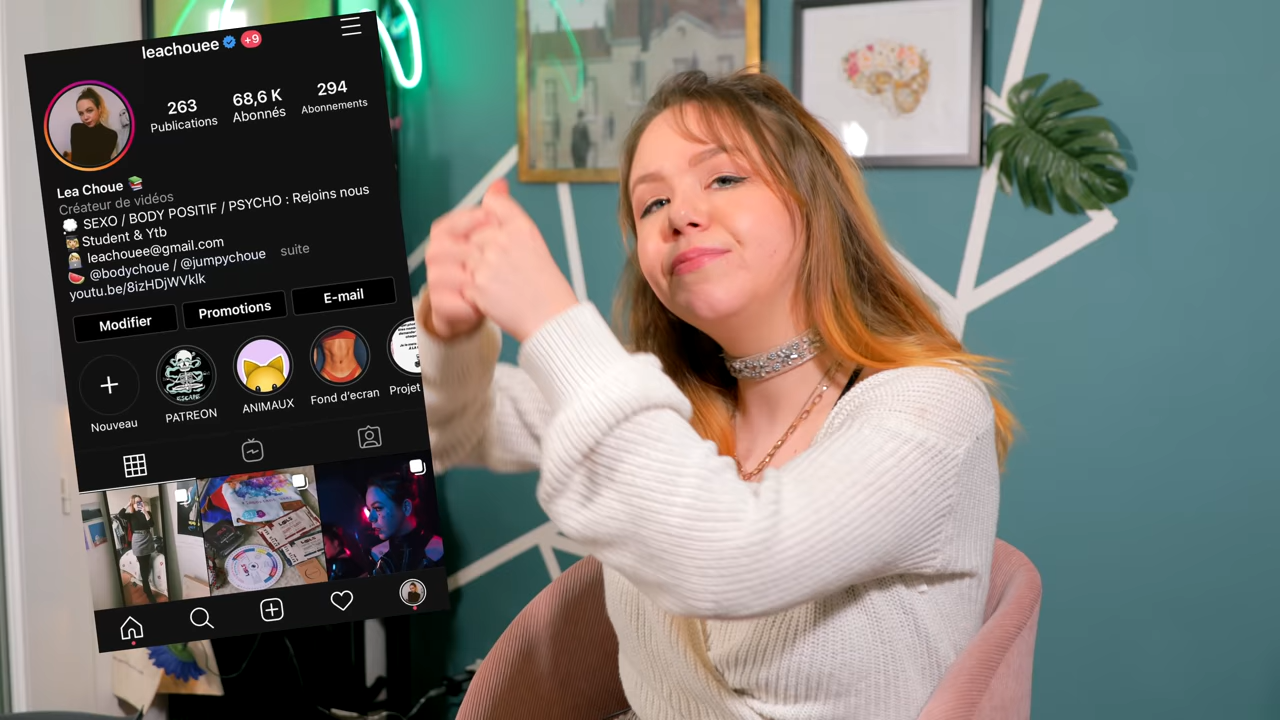 leachouee +9
263
Publications
68,6 K
Abonnés
294
Abonnements
Lea Choue
Créateur de vidéos
SEXO / BODY POSITIF / PSYCHO : Rejoins nous
Student & Ytb
leachouee@gmail.com
@bodychoue / @jumpychoue suite
youtu.be/8izHDjWVklk
Modifier
Promotions
E-mail
Nouveau
PATREON
ANIMAUX
Fond d'ecran
Projet
ESCAPE